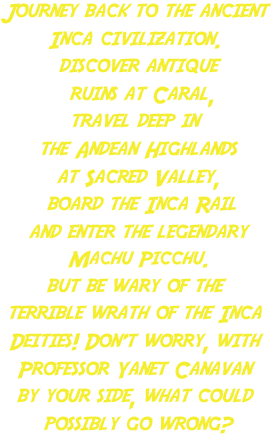 Journey back to the ancient
Inca civilization.
Discover antique
ruins at Caral,
travel deep in
the Andean Highlands
at Sacred Valley,
board the Inca Rail
and enter the legendary
Machu Picchu.
But be wary of the
terrible wrath of the Inca
Deities! Don't worry, with
Professor Yanet Canavan
by your side, what could
possibly go wrong?